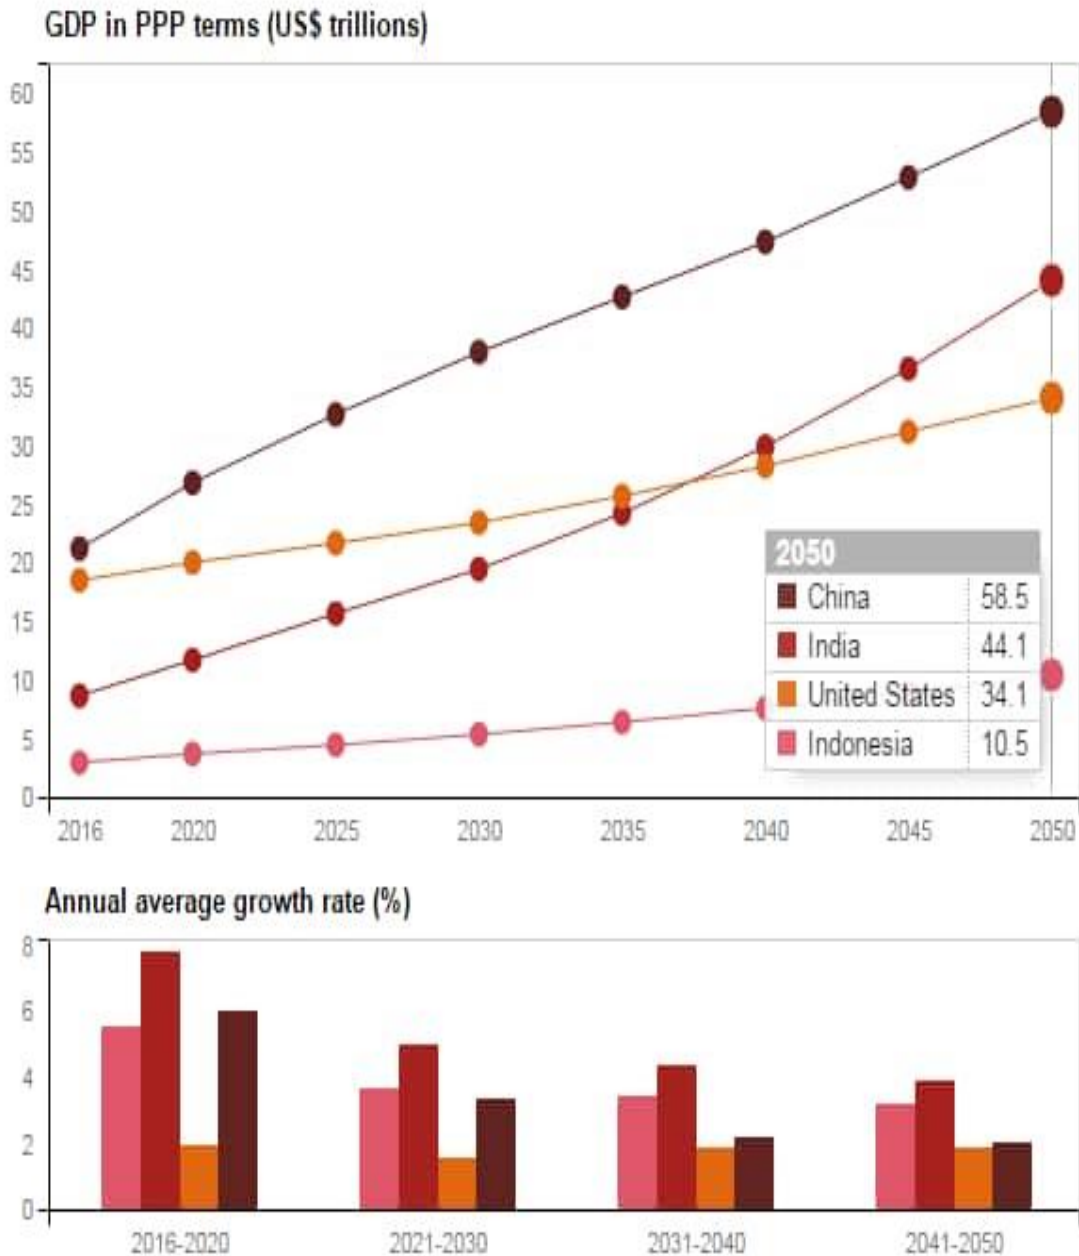 GDP in PPP terms (US$ trillions)
60
55
50
45
40
35
30
25
20
15
10
5
0
2016 2020 2025 2030 2035 2040 2045 2050
2050
China 58.5
India 44.1
United States 34.1
Indonesia 10.5
Annual average growth rate (%)
8
6
4
2
0
2016-2020 2021-2030 2031-2040 2041-2050